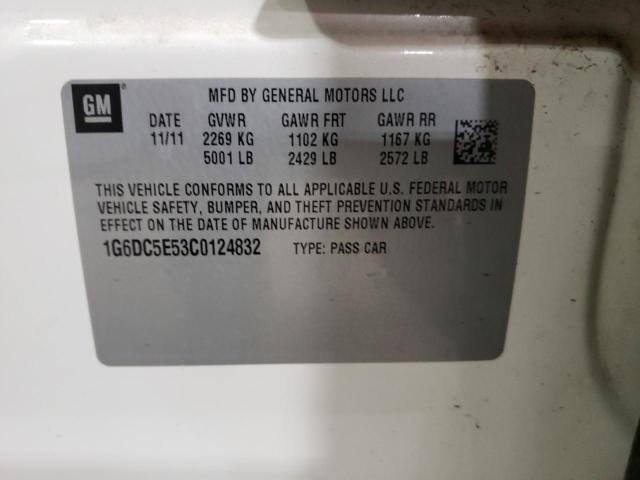 GM
MFD BY GENERAL MOTORS LLC
DATE GVWR GAWR FRT GAWR RR
11/11 2269 KG 1102 KG 1167 KG
5001 LB 2429 LB 2572 LB
THIS VEHICLE CONFORMS TO ALL APPLICABLE U.S. FEDERAL MOTOR
VEHICLE SAFETY, BUMPER, AND THEFT PREVENTION STANDARDS IN
EFFECT ON THE DATE OF MANUFACTURE SHOWN ABOVE.
1G6DC5E53C0124832 TYPE: PASS CAR